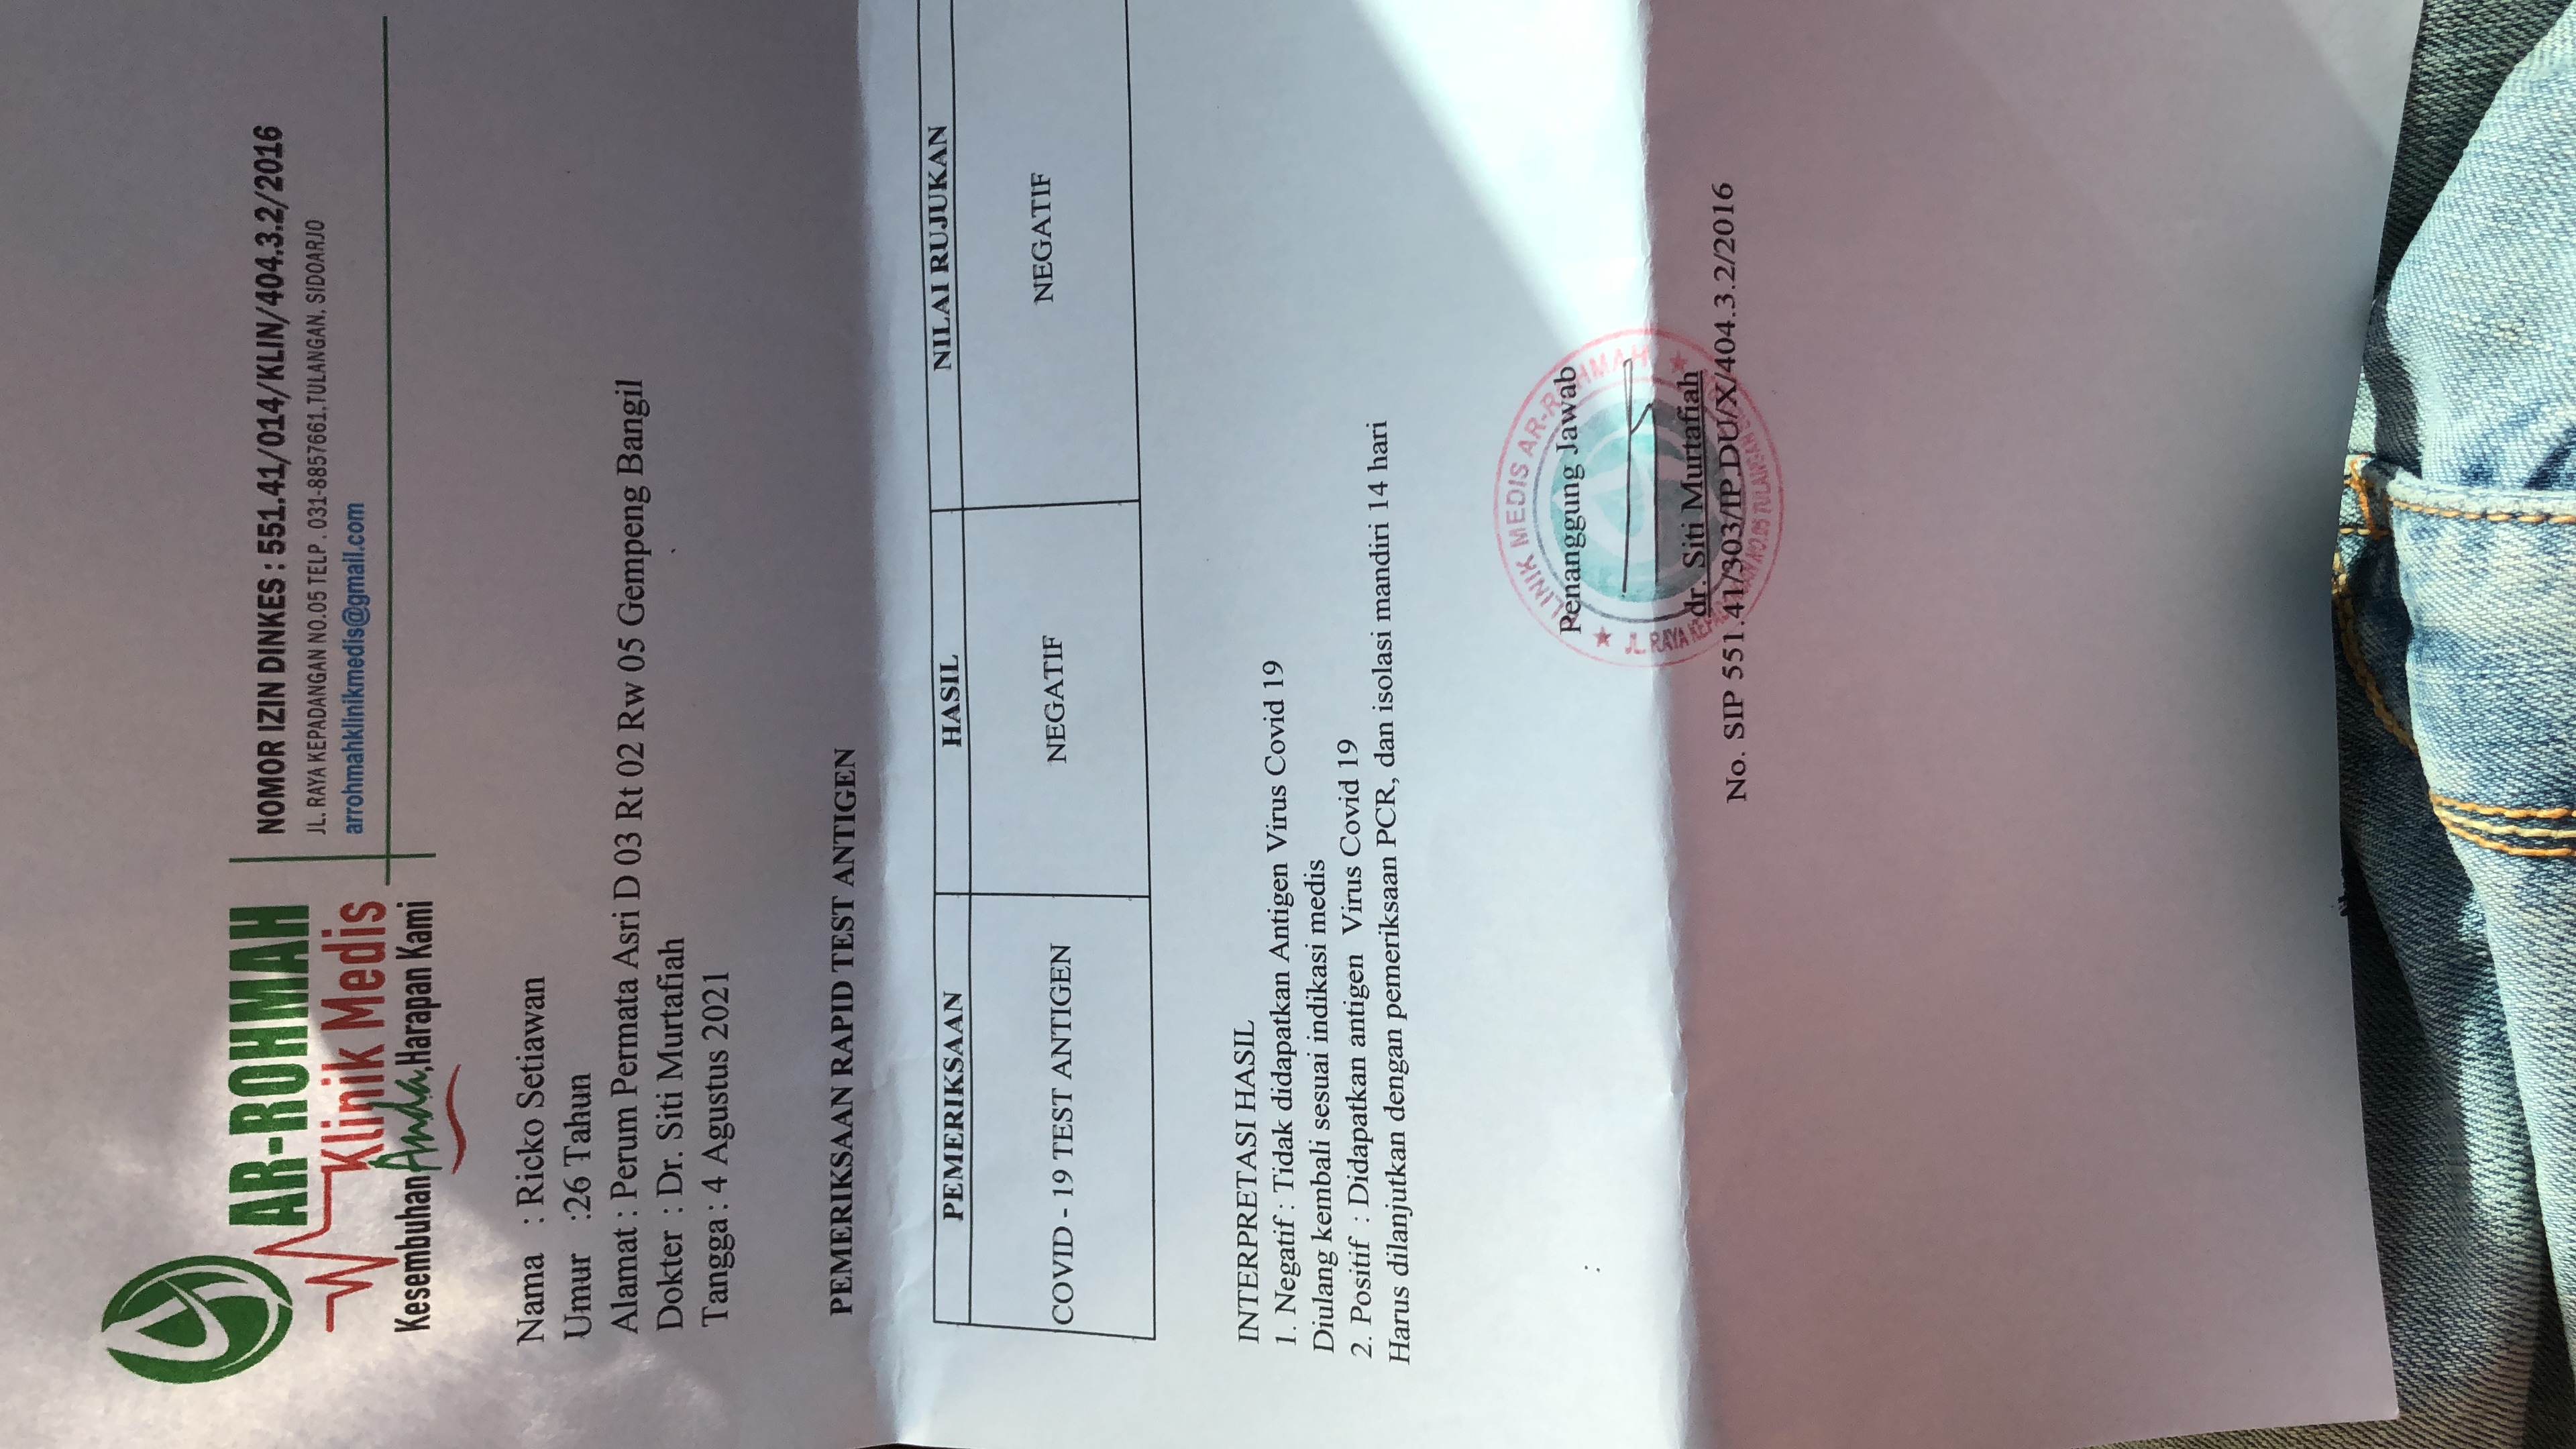 AR-ROHMAH
Klinik Medis
Kesembuhan Anda, Harapan Kami
NOMOR IZIN DINKES : 551.41/014/KLIN/404.3.2/2016
JL. RAYA KEPADANGAN NO.05 TELP. 031-8857661,TULANGAN, SIDOARJO
arrohmahklinikmedis@gmail.com
Nama : Ricko Setiawan
Umur :26 Tahun
Alamat : Perum Permata Asri D 03 Rt 02 Rw 05 Gempeng Bangil
Dokter : Dr. Siti Murtafiah
Tangga : 4 Agustus 2021
PEMERIKSAAN RAPID TEST ANTIGEN
PEMERIKSAAN HASIL NILAI RUJUKAN
COVID - 19 TEST ANTIGEN NEGATIF NEGATIF
INTERPRETASI HASIL
1. Negatif : Tidak didapatkan Antigen Virus Covid 19
Diulang kembali sesuai indikasi medis
2. Positif : Didapatkan antigen Virus Covid 19
Harus dilanjutkan dengan pemeriksaan PCR, dan isolasi mandiri 14 hari
:
KLINIK MEDIS AR-ROHMAH
Penanggung Jawab
dr. Siti Murtafiah
No. SIP 551.41/303/IP.DU/X/404.3.2/2016
JL. RAYA KEPADANGAN NO.05 TULANGAN